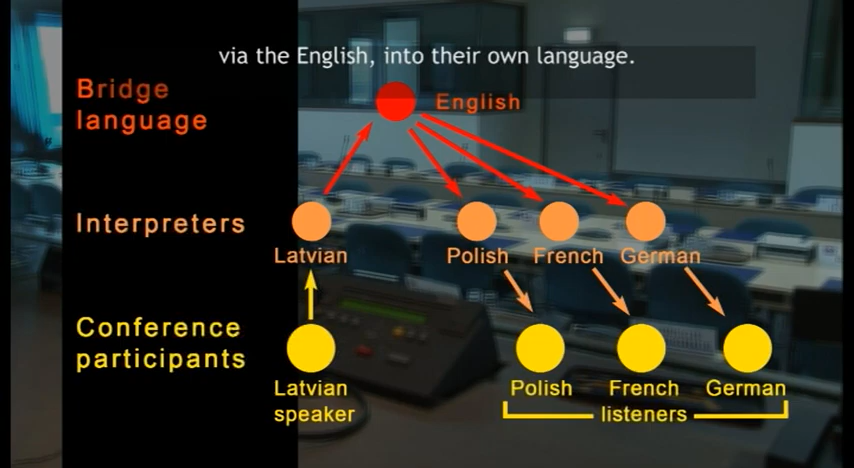 via the English, into their own language.
Bridge
language
English
Interpreters
Latvian
Polish
French
German
Conference
participants
Latvian
speaker
Polish
French
German
listeners